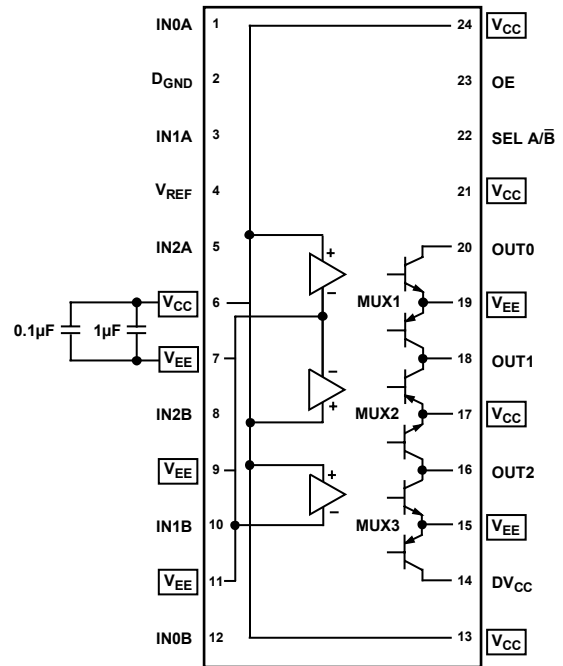 IN0A 1 24 VCC
DGND 2 23 OE
IN1A 3 22 SEL A/B̅
VREF 4 21 VCC
IN2A 5 20 OUT0
+
−
MUX1
VCC 6 19 VEE
0.1µF 1µF
VEE 7 18 OUT1
−
+
MUX2
IN2B 8 17 VCC
VEE 9 16 OUT2
+
−
MUX3
IN1B 10 15 VEE
VEE 11 14 DVCC
IN0B 12 13 VCC